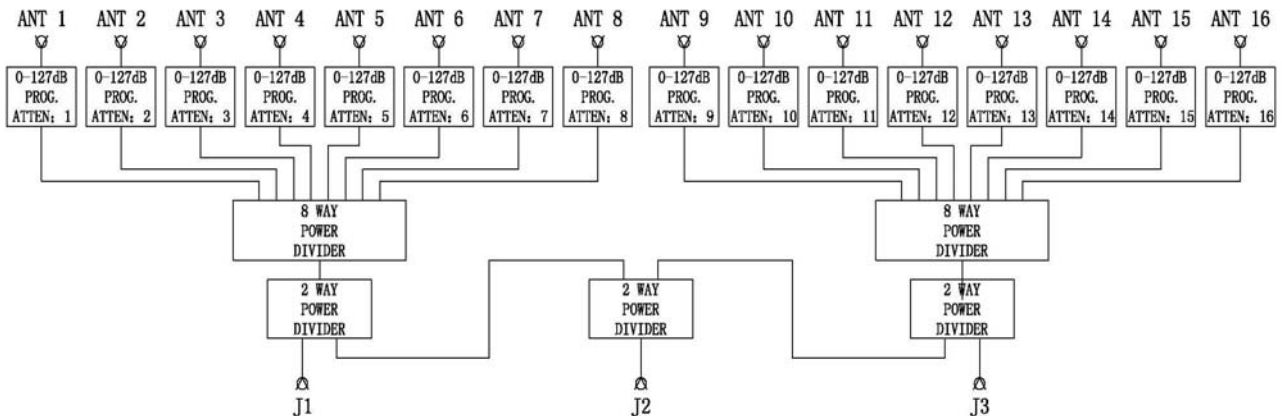 ANT 1 ANT 2 ANT 3 ANT 4 ANT 5 ANT 6 ANT 7 ANT 8 ANT 9 ANT 10 ANT 11 ANT 12 ANT 13 ANT 14 ANT 15 ANT 16
0-127dB
PROG.
ATTEN: 1
0-127dB
PROG.
ATTEN: 2
0-127dB
PROG.
ATTEN: 3
0-127dB
PROG.
ATTEN: 4
0-127dB
PROG.
ATTEN: 5
0-127dB
PROG.
ATTEN: 6
0-127dB
PROG.
ATTEN: 7
0-127dB
PROG.
ATTEN: 8
0-127dB
PROG.
ATTEN: 9
0-127dB
PROG.
ATTEN: 10
0-127dB
PROG.
ATTEN: 11
0-127dB
PROG.
ATTEN: 12
0-127dB
PROG.
ATTEN: 13
0-127dB
PROG.
ATTEN: 14
0-127dB
PROG.
ATTEN: 15
0-127dB
PROG.
ATTEN: 16
8 WAY
POWER
DIVIDER
8 WAY
POWER
DIVIDER
2 WAY
POWER
DIVIDER
2 WAY
POWER
DIVIDER
2 WAY
POWER
DIVIDER
J1 J2 J3